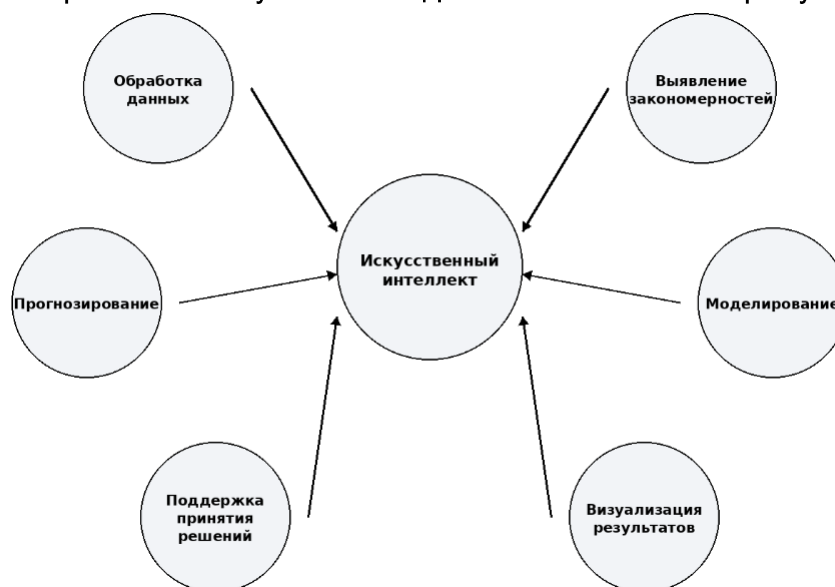 Обработка
данных
Выявление
закономерностей
Искусственный
интеллект
Прогнозирование
Моделирование
Поддержка
принятия
решений
Визуализация
результатов